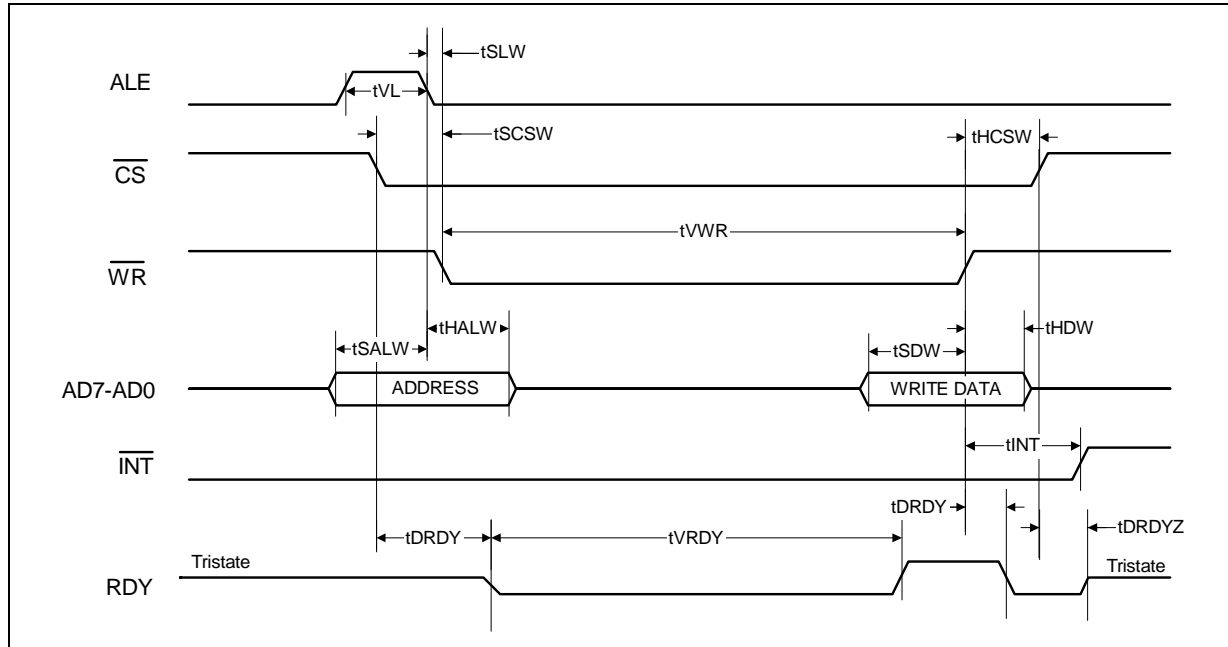 tSLW
ALE
tVL
tSCSW
tHCSW
CS
tVWR
WR
tHALW
tHDW
tSALW
tSDW
AD7-AD0
ADDRESS
WRITE DATA
tINT
INT
tDRDY
tDRDY
tVRDY
tDRDYZ
Tristate
Tristate
RDY